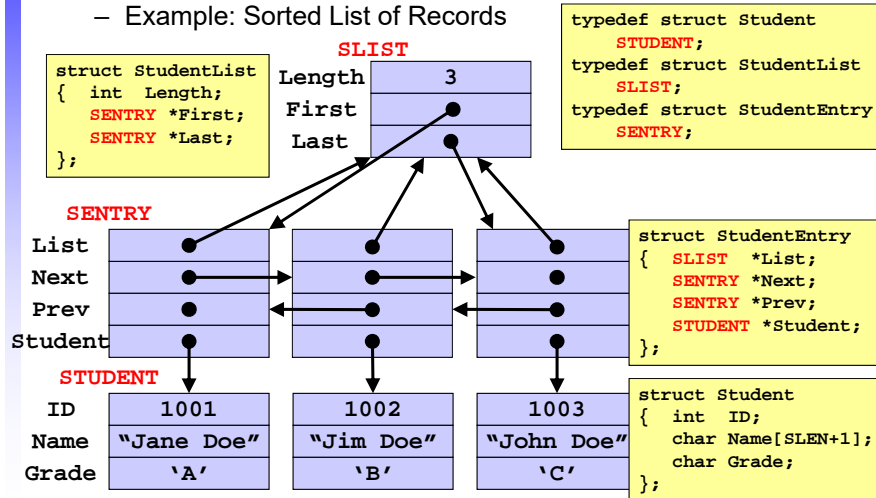 – Example: Sorted List of Records
SLIST
struct StudentList
{ int Length;
SENTRY *First;
SENTRY *Last;
};
Length 3
First
Last
typedef struct Student
STUDENT;
typedef struct StudentList
SLIST;
typedef struct StudentEntry
SENTRY;
SENTRY
List
Next
Prev
Student
struct StudentEntry
{ SLIST *List;
SENTRY *Next;
SENTRY *Prev;
STUDENT *Student;
};
STUDENT
ID 1001 1002 1003
Name “Jane Doe” “Jim Doe” “John Doe”
Grade ‘A’ ‘B’ ‘C’
struct Student
{ int ID;
char Name[SLEN+1];
char Grade;
};